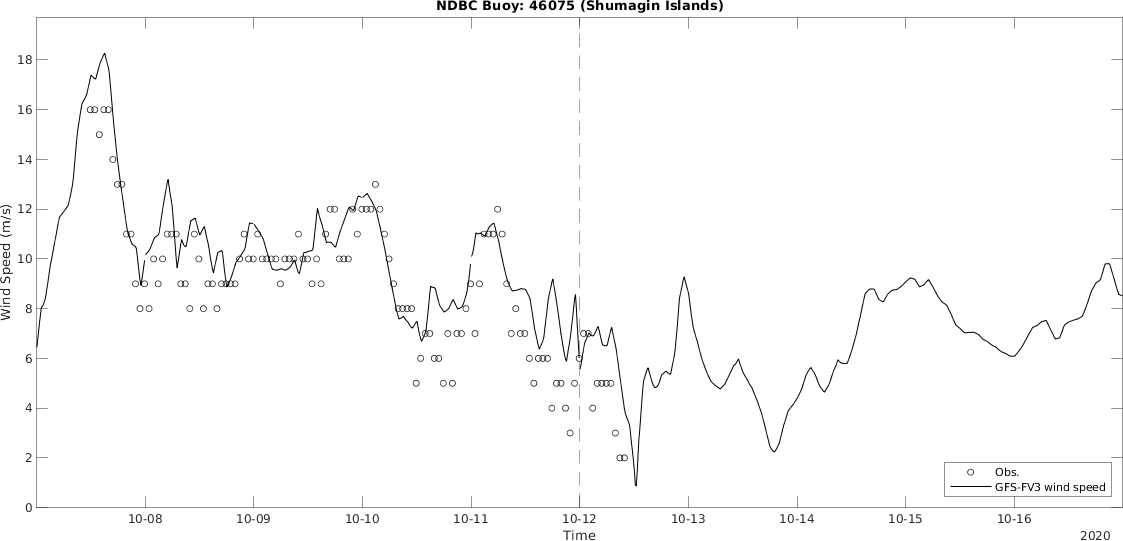 NDBC Buoy: 46075 (Shumagin Islands)
18
16
14
12
10
8
6
4
2
0
Wind Speed (m/s)
Obs.
GFS-FV3 wind speed
10-08 10-09 10-10 10-11 10-12 10-13 10-14 10-15 10-16
Time
2020